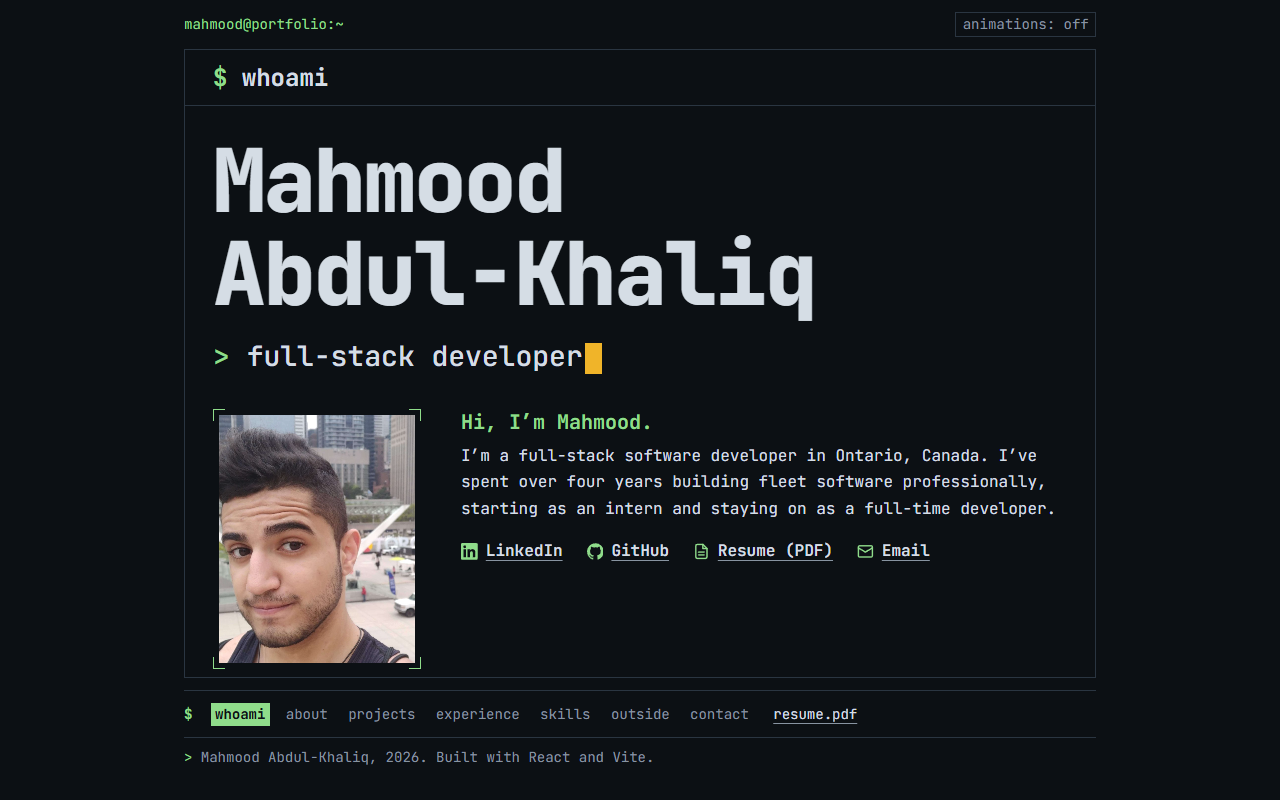 mahmood@portfolio:~
animations: off
$ whoami
Mahmood
Abdul-Khaliq
> full-stack developer
Hi, I’m Mahmood.
I’m a full-stack software developer in Ontario, Canada. I’ve
spent over four years building fleet software professionally,
starting as an intern and staying on as a full-time developer.
LinkedIn GitHub Resume (PDF) Email
$ whoami about projects experience skills outside contact resume.pdf
> Mahmood Abdul-Khaliq, 2026. Built with React and Vite.